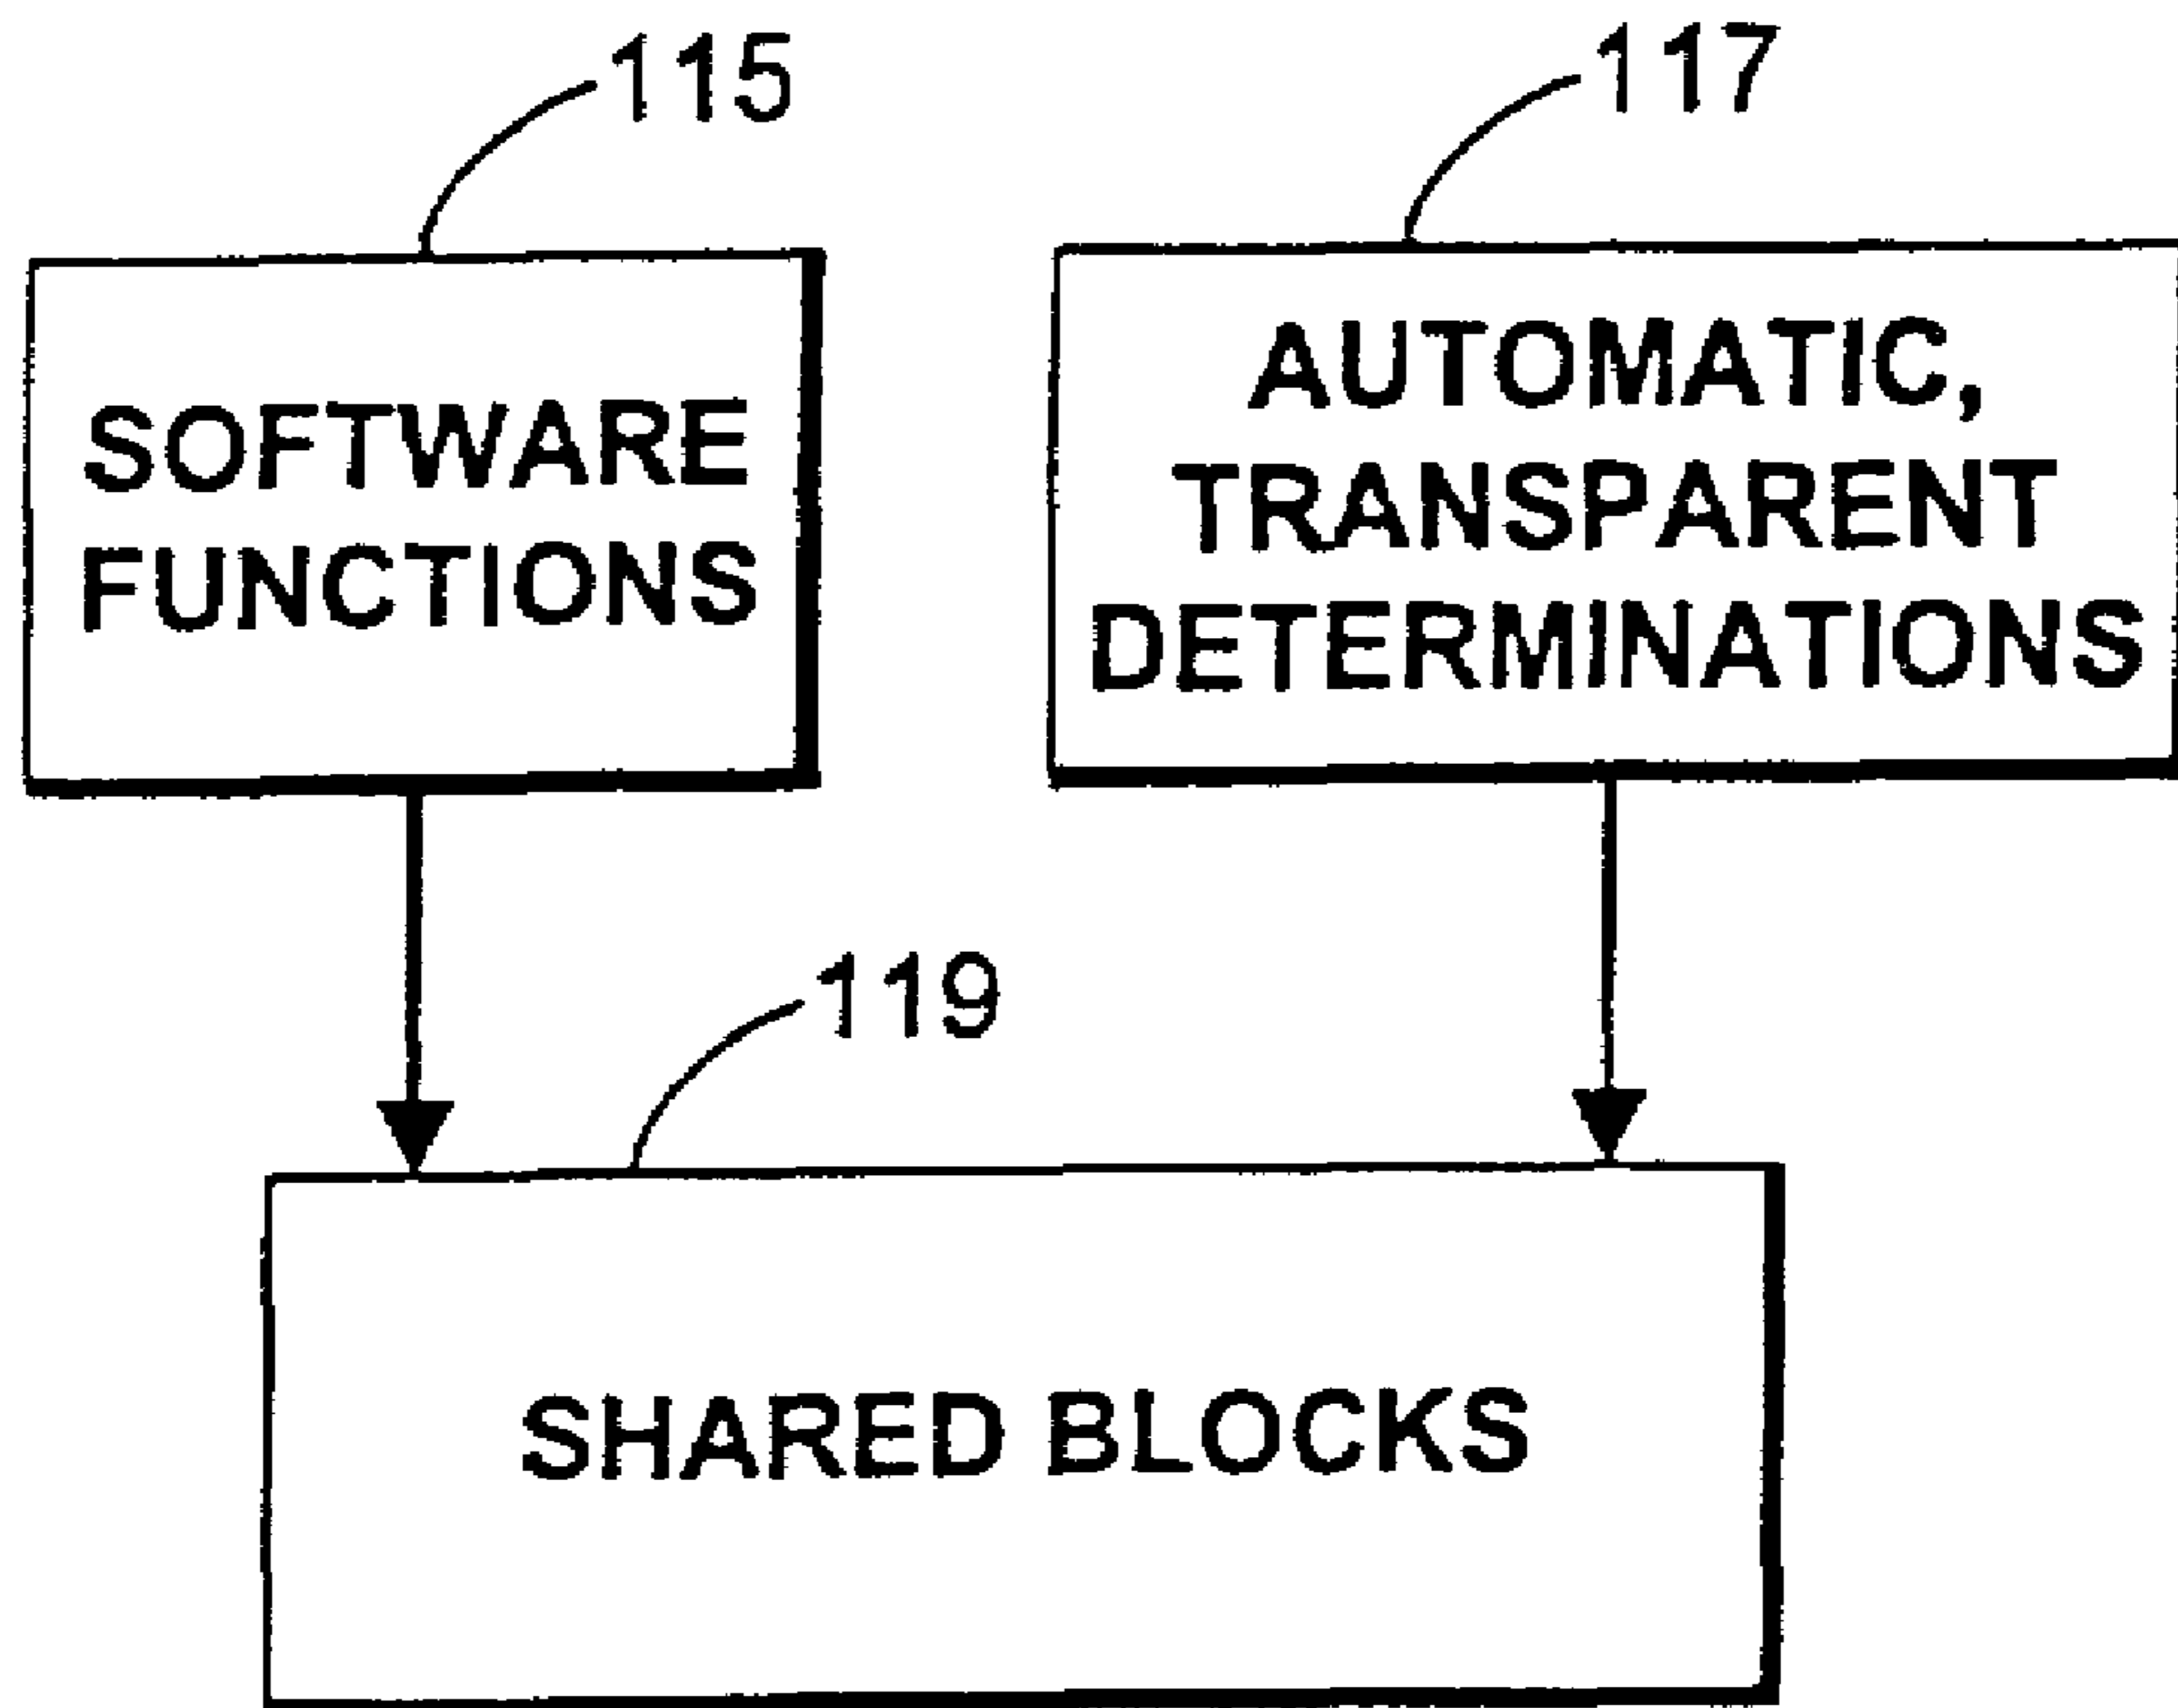 115
117
SOFTWARE
FUNCTIONS
AUTOMATIC,
TRANSPARENT
DETERMINATIONS
119
SHARED BLOCKS